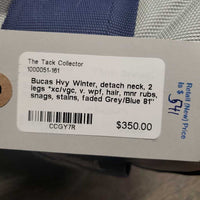 The Tack Collector
1000051-161
Bucas Hvy Winter, detach neck, 2
legs *xc/vgc, v. wpf, hair, mnr rubs,
snags, stains, faded Grey/Blue 81"
CCGY7R
$350.00
Retail (New) Price
is $ 541